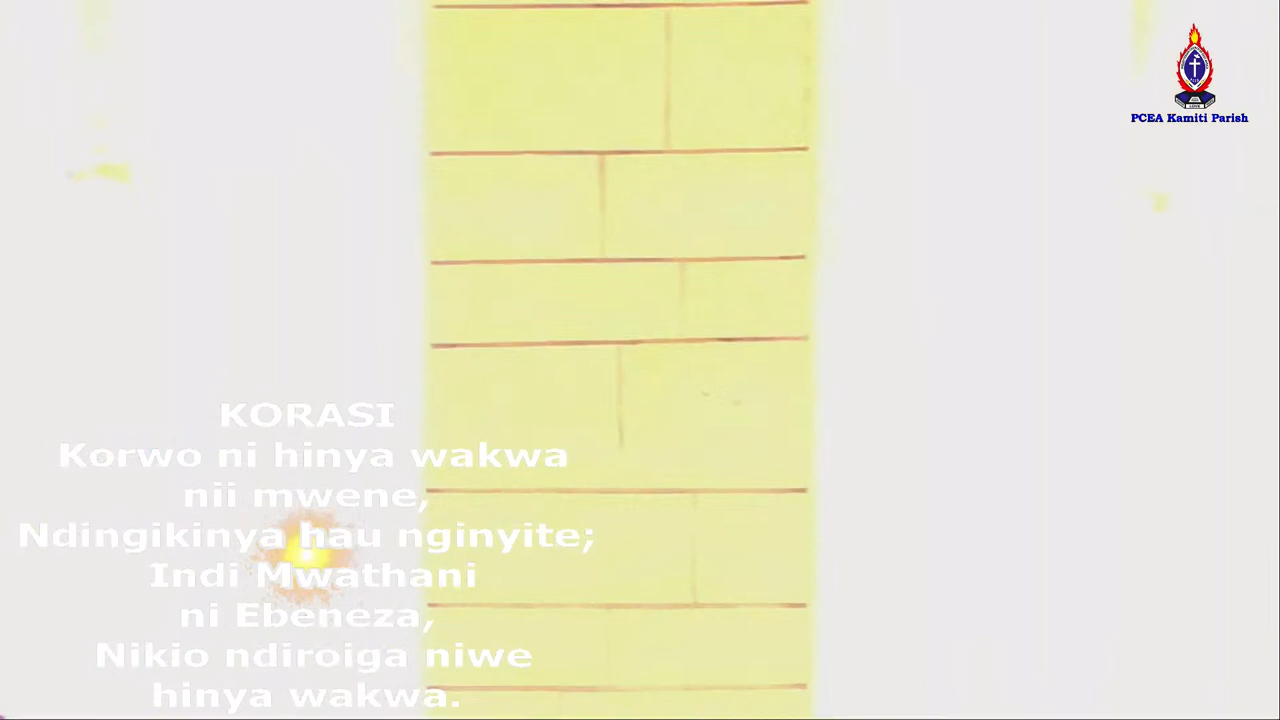 PCEA Kamiti Parish
KORASI
Korwo ni hinya wakwa
nii mwene,
Ndingikinya hau nginyite;
Indi Mwathani
ni Ebeneza,
Nikio ndiroiga niwe
hinya wakwa.